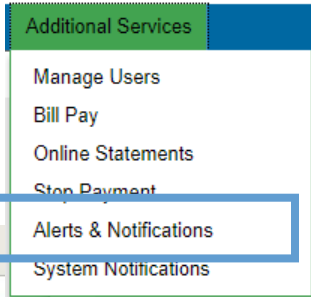 Additional Services
Manage Users
Bill Pay
Online Statements
Stop Payment
Alerts & Notifications
System Notifications